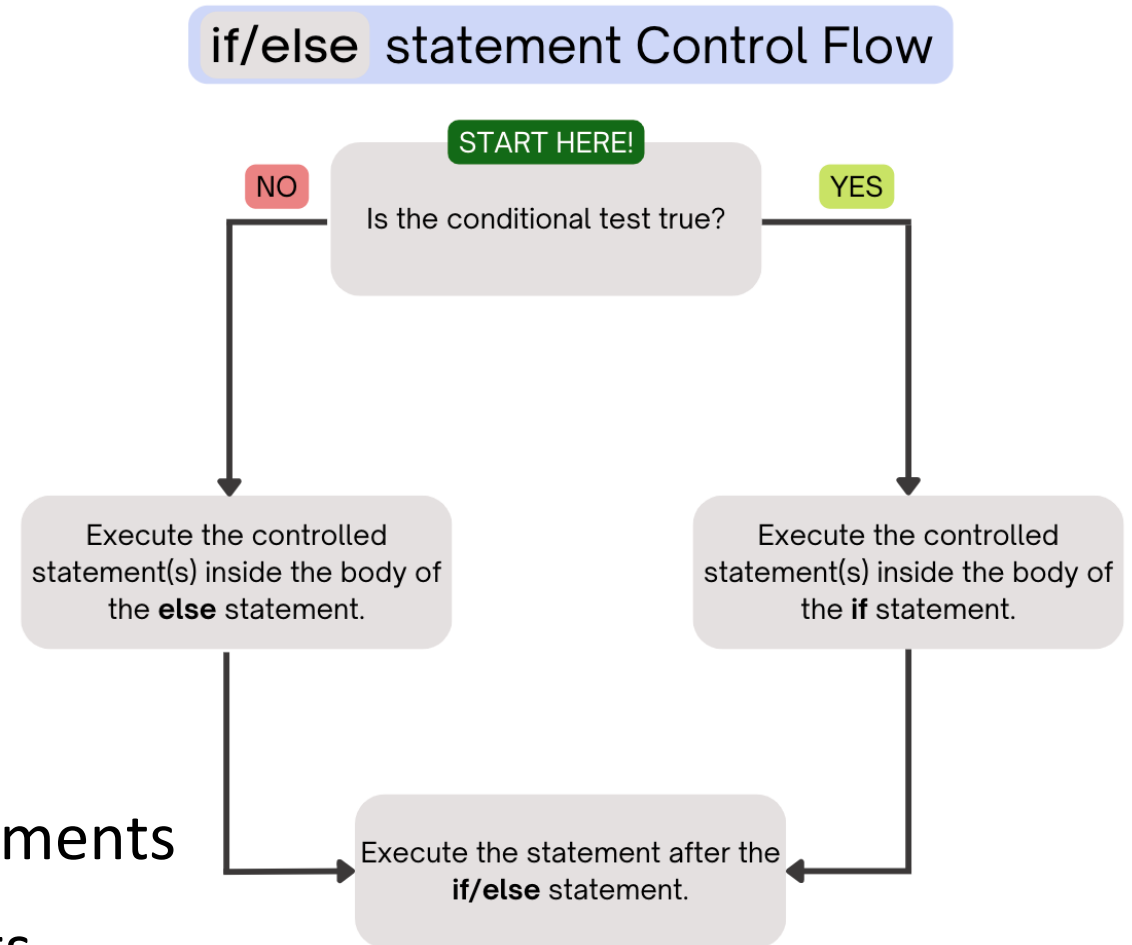 if/else statement Control Flow
START HERE!
NO
YES
Is the conditional test true?
Execute the controlled
statement(s) inside the body of
the else statement.
Execute the controlled
statement(s) inside the body of
the if statement.
ments
Execute the statement after the
if/else statement.